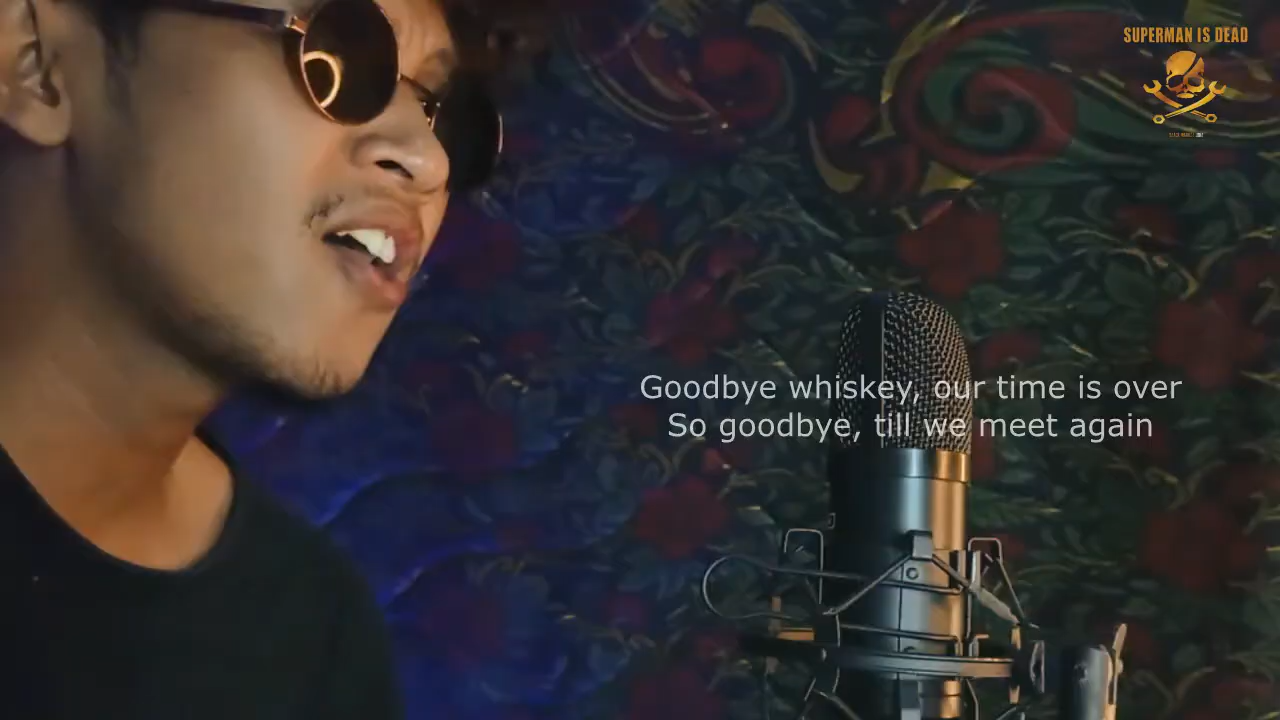 SUPERMAN IS DEAD
Goodbye whiskey, our time is over
So goodbye, till we meet again